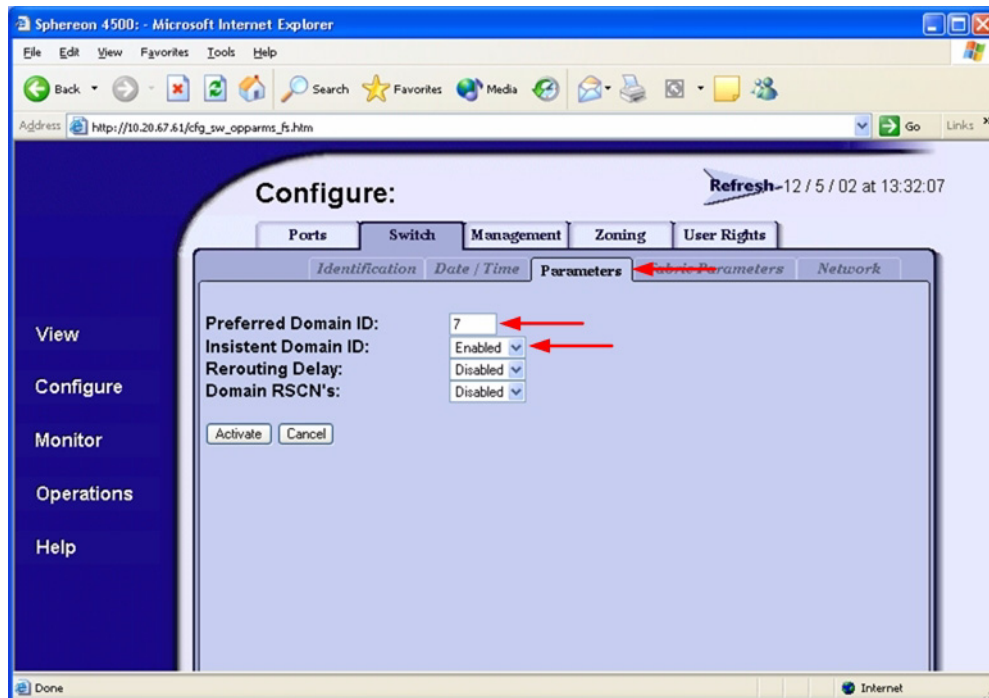 Sphereon 4500: - Microsoft Internet Explorer
File Edit View Favorites Tools Help
Back Search Favorites Media
Address http://10.20.67.61/cfg_sw_opparms_fs.htm Go Links »
Configure:
Refresh-12 / 5 / 02 at 13:32:07
Ports Switch Management Zoning User Rights
Identification Date / Time Parameters Fabric Parameters Network
View
Configure
Monitor
Operations
Help
Preferred Domain ID: 7
Insistent Domain ID: Enabled
Rerouting Delay: Disabled
Domain RSCN's: Disabled
Activate Cancel
Done Internet